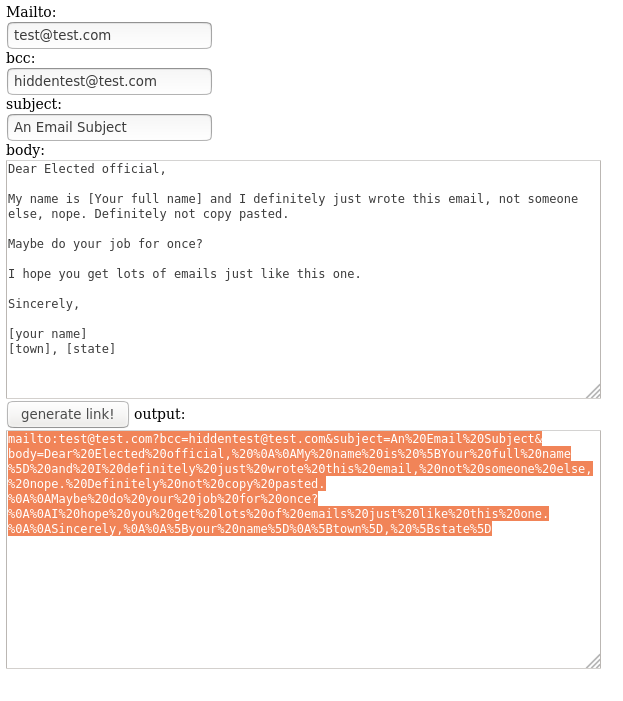 Mailto:
test@test.com
bcc:
hiddentest@test.com
subject:
An Email Subject
body:
Dear Elected official,
My name is [Your full name] and I definitely just wrote this email, not someone
else, nope. Definitely not copy pasted.
Maybe do your job for once?
I hope you get lots of emails just like this one.
Sincerely,
[your name]
[town], [state]
generate link! output:
mailto:test@test.com?bcc=hiddentest@test.com&subject=An%20Email%20Subject&
body=Dear%20Elected%20official,%20%0A%0AMy%20name%20is%20%5BYour%20full%20name
%5D%20and%20I%20definitely%20just%20wrote%20this%20email,%20not%20someone%20else,
%20nope.%20Definitely%20not%20copy%20pasted.
%0A%0AMaybe%20do%20your%20job%20for%20once?
%0A%0AI%20hope%20you%20get%20lots%20of%20emails%20just%20like%20this%20one.
%0A%0ASincerely,%0A%0A%5Byour%20name%5D%0A%5Btown%5D,%20%5Bstate%5D